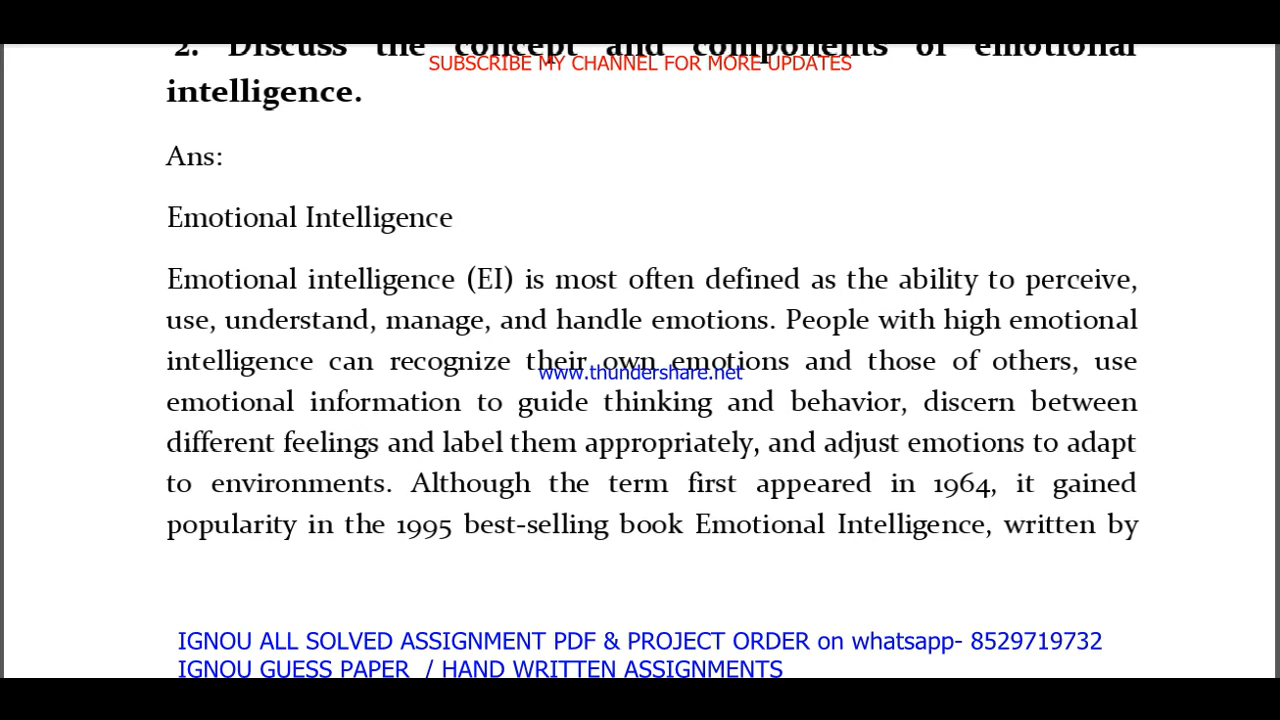 2. Discuss the concept and components of emotional
SUBSCRIBE MY CHANNEL FOR MORE UPDATES
intelligence.
Ans:
Emotional Intelligence
Emotional intelligence (EI) is most often defined as the ability to perceive,
use, understand, manage, and handle emotions. People with high emotional
intelligence can recognize their own emotions and those of others, use
www.thundershare.net
emotional information to guide thinking and behavior, discern between
different feelings and label them appropriately, and adjust emotions to adapt
to environments. Although the term first appeared in 1964, it gained
popularity in the 1995 best-selling book Emotional Intelligence, written by
IGNOU ALL SOLVED ASSIGNMENT PDF & PROJECT ORDER on whatsapp- 8529719732
IGNOU GUESS PAPER / HAND WRITTEN ASSIGNMENTS